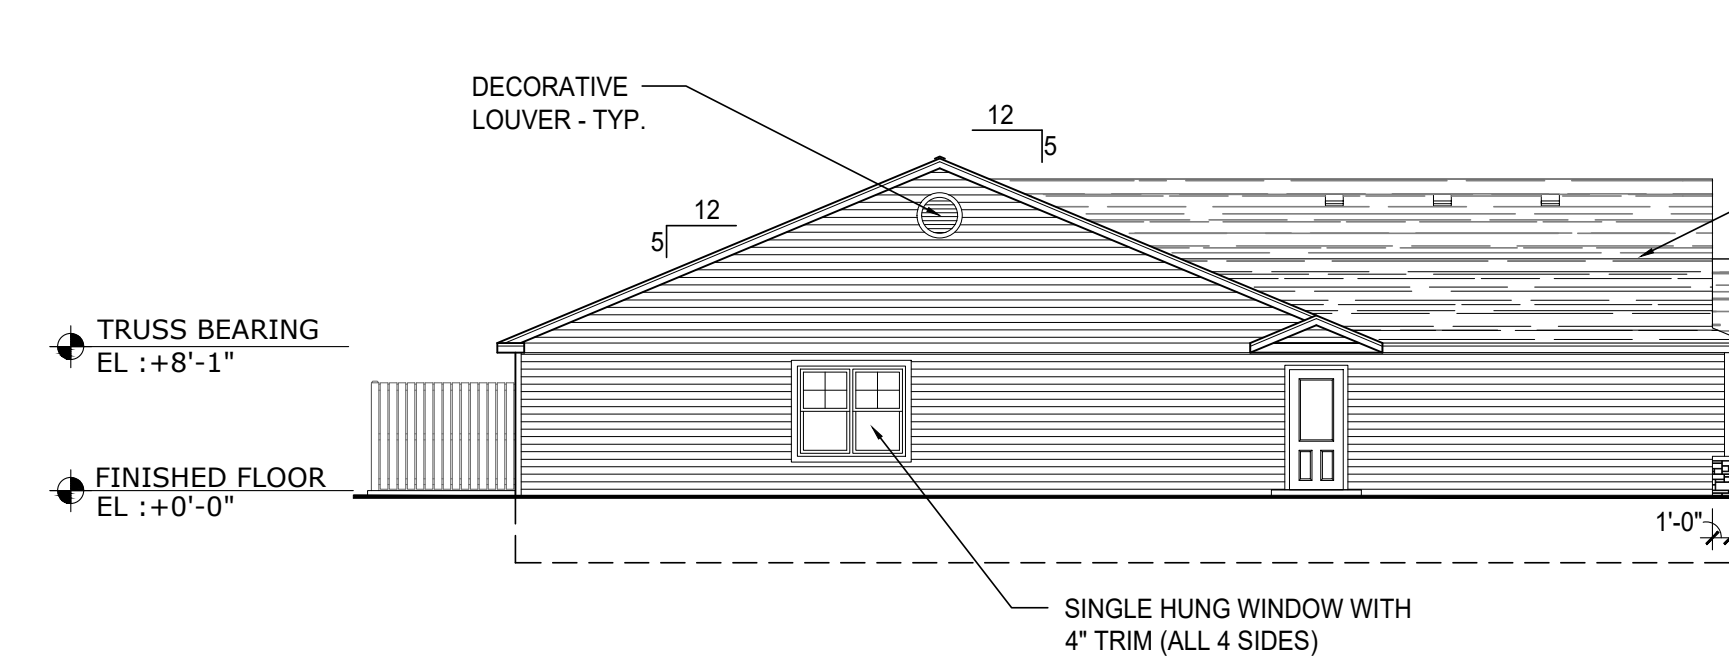 DECORATIVE
LOUVER - TYP.
12
5
12
5
TRUSS BEARING
EL :+8'-1"
FINISHED FLOOR
EL :+0'-0"
1'-0"
SINGLE HUNG WINDOW WITH
4" TRIM (ALL 4 SIDES)